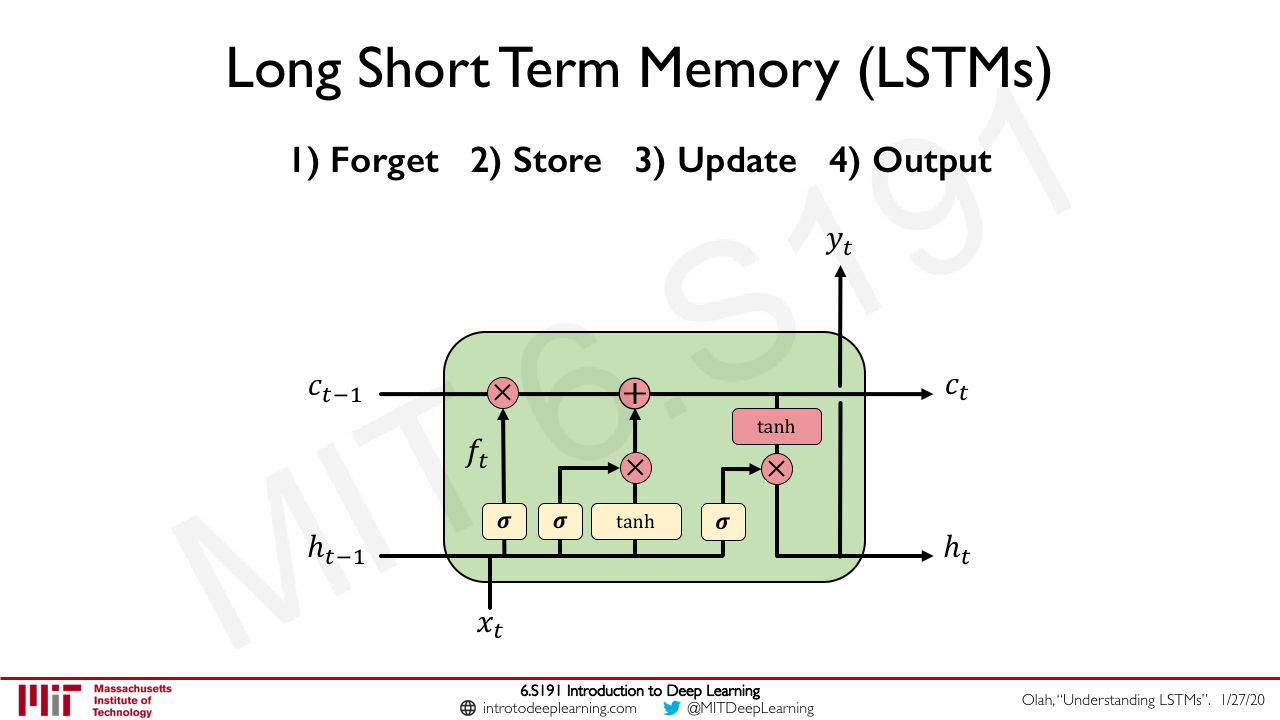 Long Short Term Memory (LSTMs)
1) Forget 2) Store 3) Update 4) Output
y_t
c_{t-1}
c_t
tanh
f_t
σ σ tanh σ
h_{t-1}
h_t
x_t
MIT 6.S191
Massachusetts
Institute of
Technology
6.S191 Introduction to Deep Learning
introtodeeplearning.com @MITDeepLearning
Olah, “Understanding LSTMs”. 1/27/20